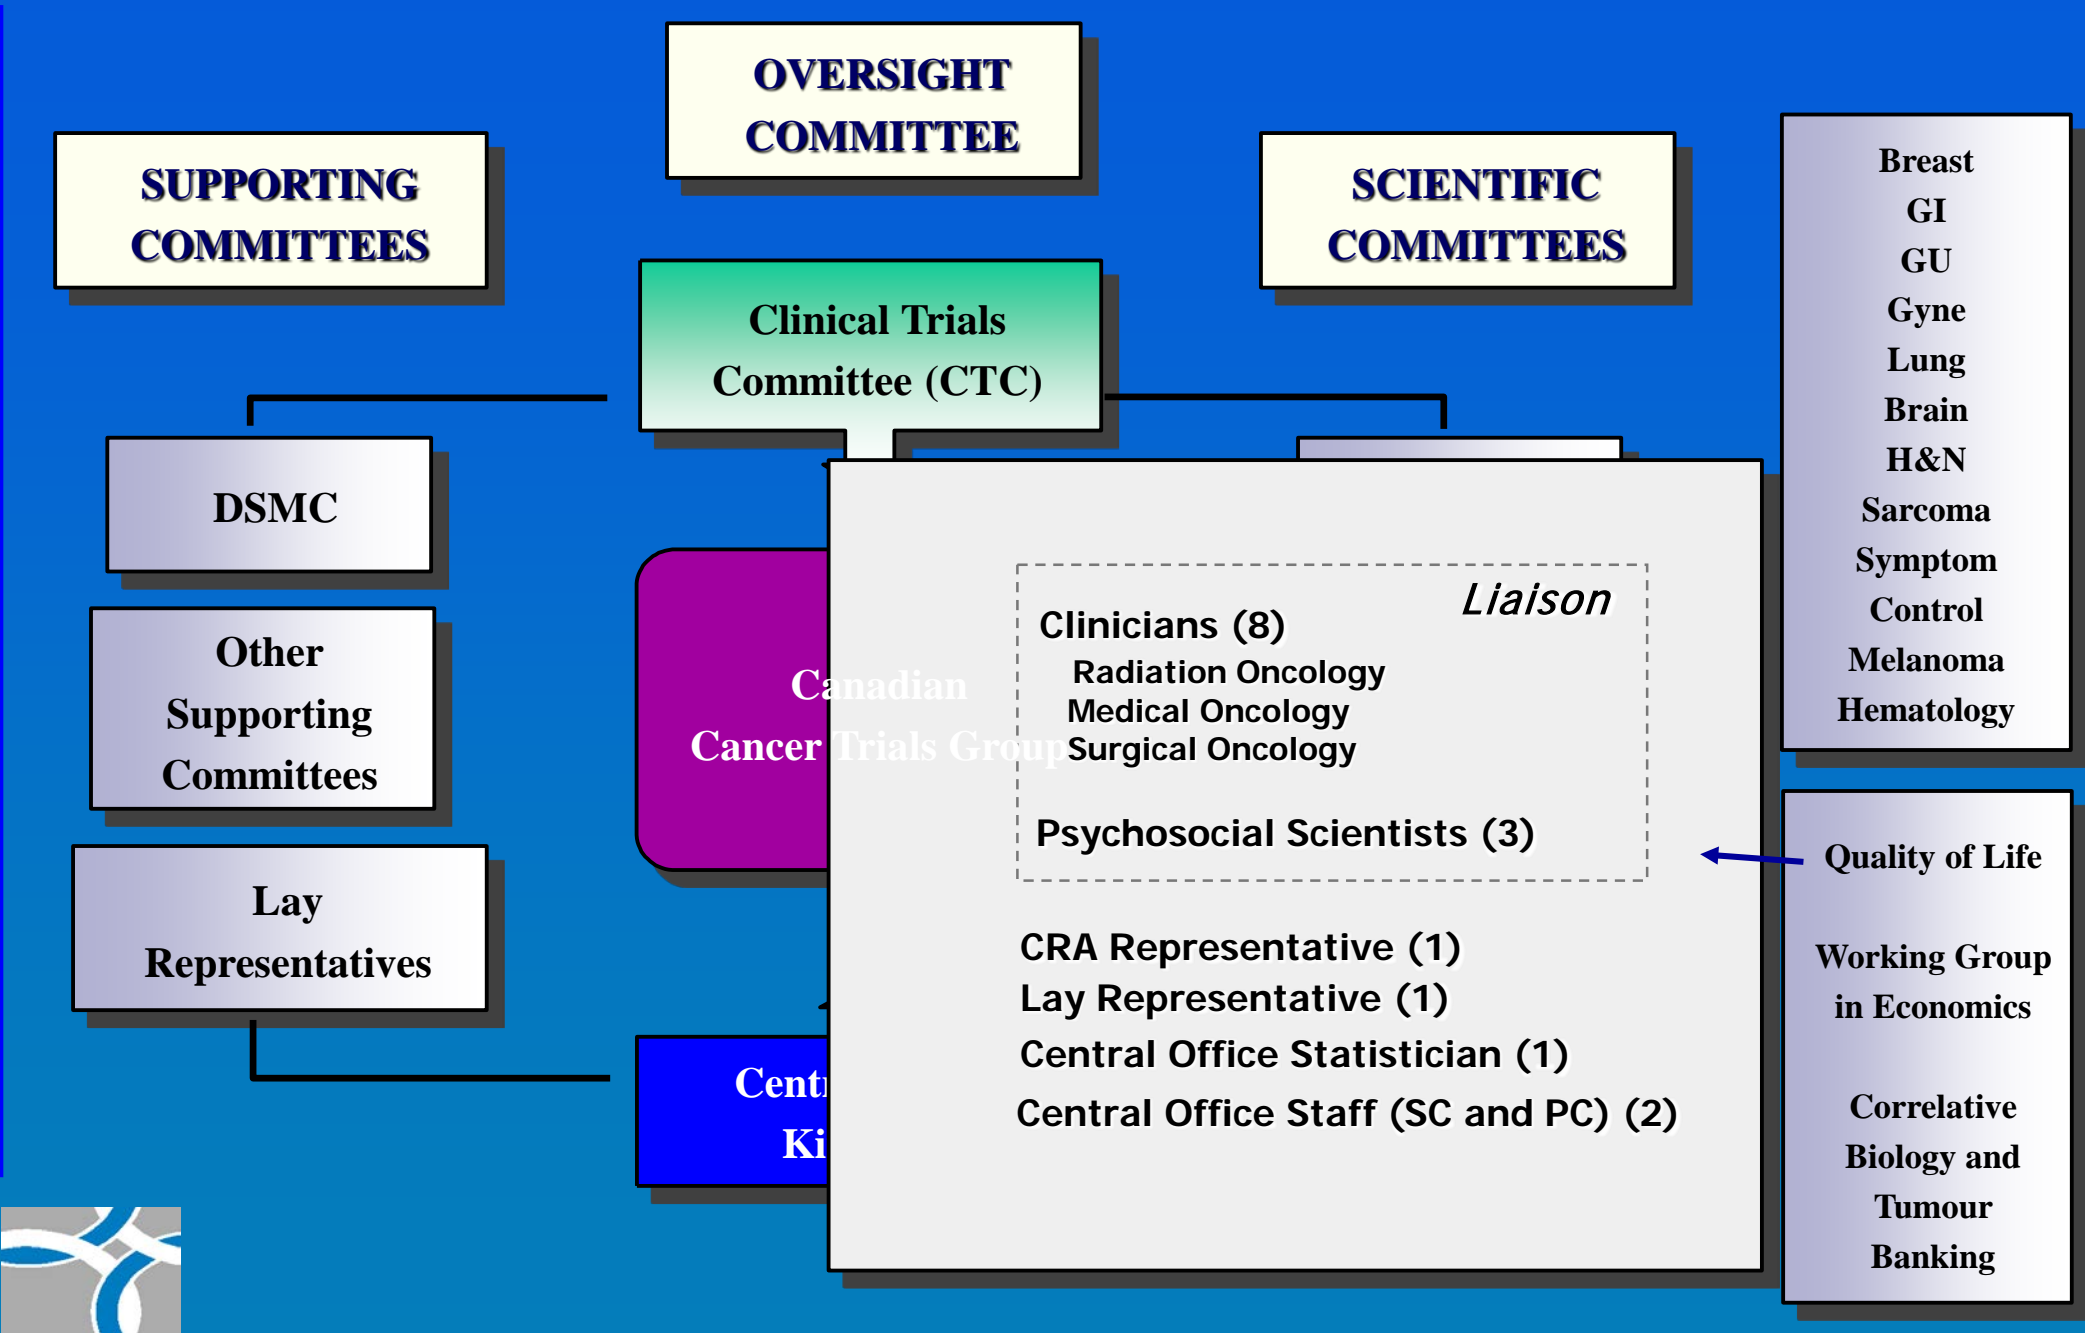 OVERSIGHT
COMMITTEE
SUPPORTING
COMMITTEES
SCIENTIFIC
COMMITTEES
Clinical Trials
Committee (CTC)
DSMC
Other
Supporting
Committees
Lay
Representatives
Canadian
Cancer Trials Group
Liaison
Clinicians (8)
Radiation Oncology
Medical Oncology
Surgical Oncology
Psychosocial Scientists (3)
CRA Representative (1)
Lay Representative (1)
Central Office Statistician (1)
Central Office Staff (SC and PC) (2)
Breast
GI
GU
Gyne
Lung
Brain
H&N
Sarcoma
Symptom
Control
Melanoma
Hematology
Quality of Life
Working Group
in Economics
Correlative
Biology and
Tumour
Banking